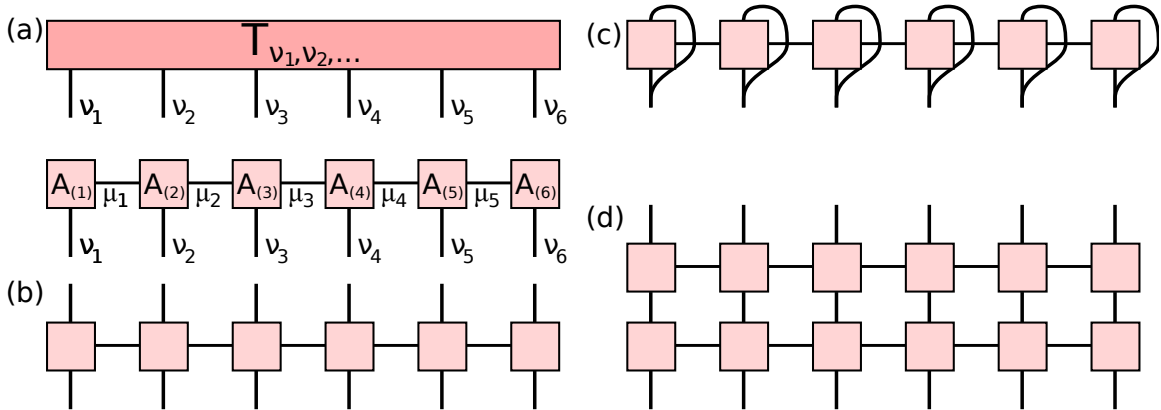 (a)
T ν1,ν2,...
ν1 ν2 ν3 ν4 ν5 ν6
A(1) A(2) A(3) A(4) A(5) A(6)
μ1 μ2 μ3 μ4 μ5
ν1 ν2 ν3 ν4 ν5 ν6
(b)
(c)
(d)